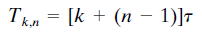 T_{k,n} = [k + (n − 1)]τ